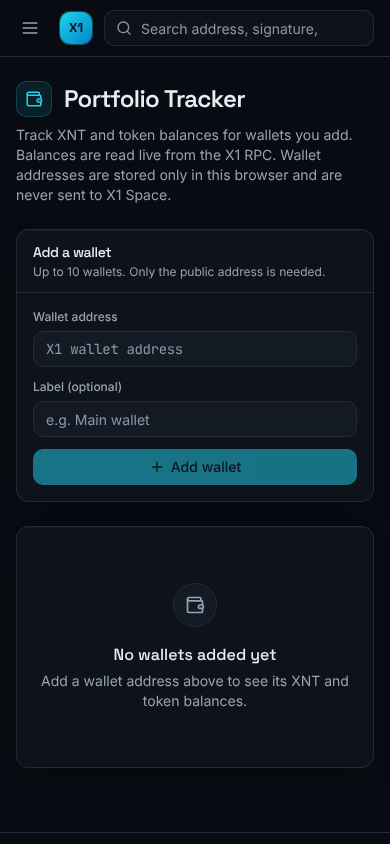 X1
Search address, signature,
Portfolio Tracker
Track XNT and token balances for wallets you add.
Balances are read live from the X1 RPC. Wallet
addresses are stored only in this browser and are
never sent to X1 Space.
Add a wallet
Up to 10 wallets. Only the public address is needed.
Wallet address
X1 wallet address
Label (optional)
e.g. Main wallet
+ Add wallet
No wallets added yet
Add a wallet address above to see its XNT and
token balances.